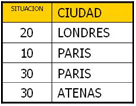 SITUACION CIUDAD
20 LONDRES
10 PARIS
30 PARIS
30 ATENAS